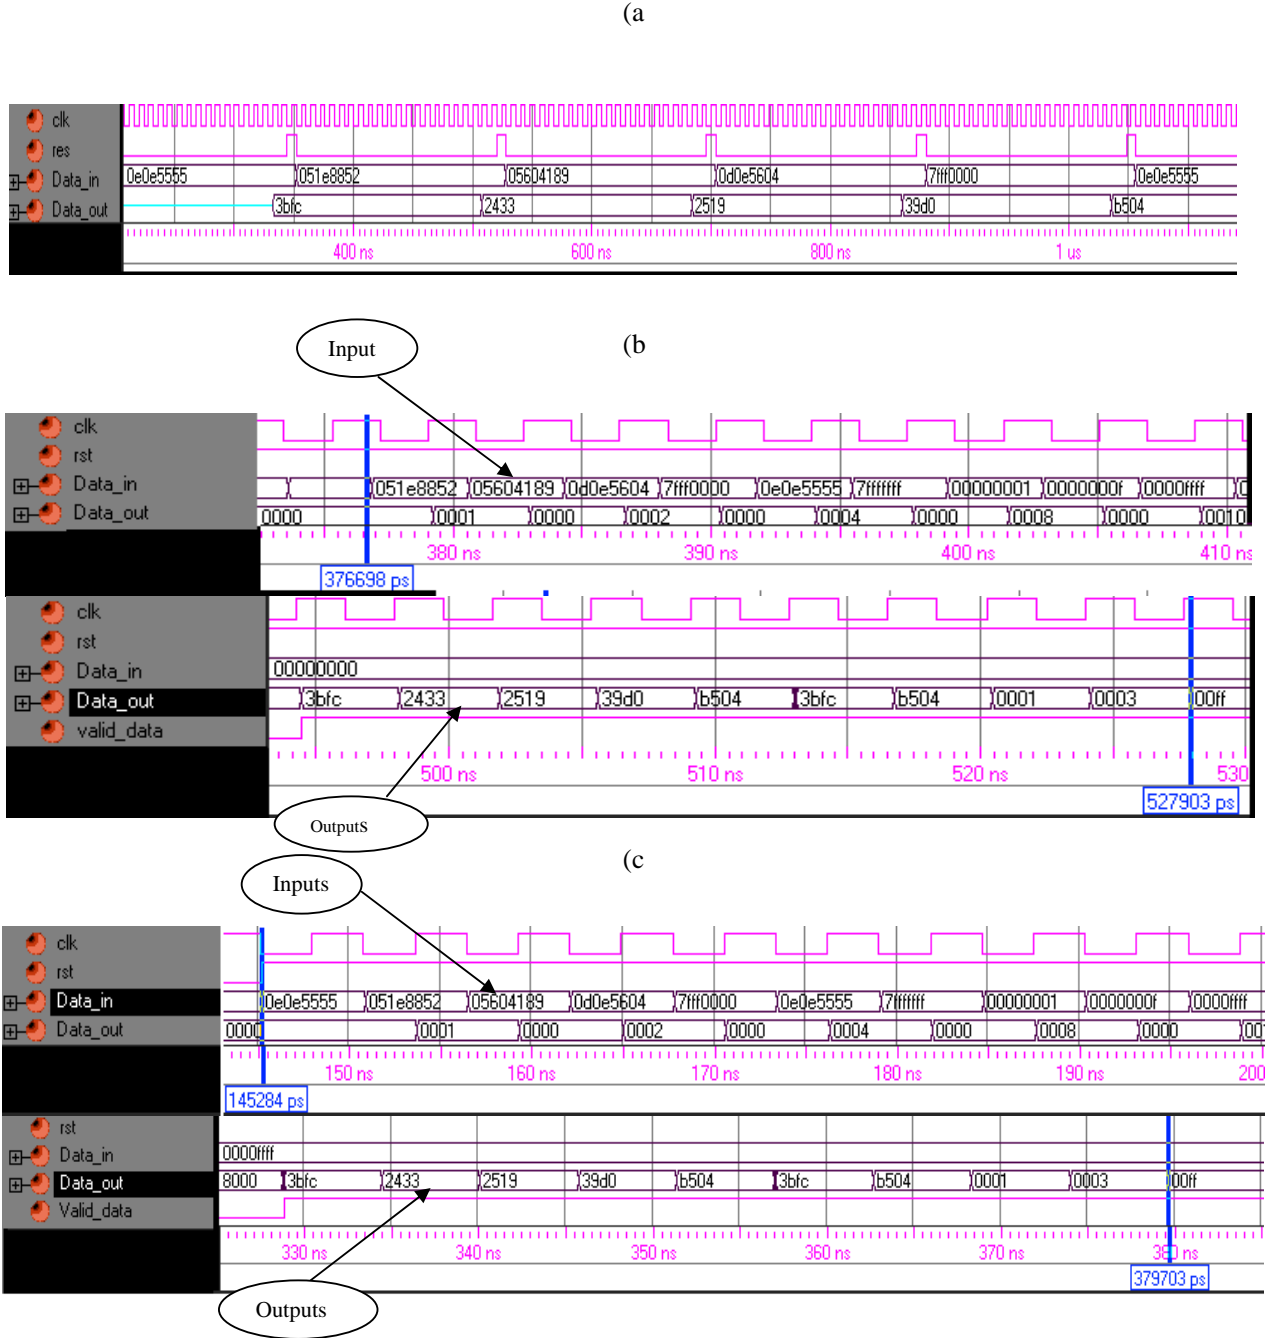 (a
clk
res
Data_in 0e0e5555 051e8852 05604189 0d0e5604 7fff0000 0e0e5555
Data_out 3bfc 2433 2519 39d0 b504
400 ns 600 ns 800 ns 1 us
(b
Input
clk
rst
Data_in 051e8852 05604189 0d0e5604 7fff0000 0e0e5555 7fffffff 00000001 0000000f 0000ffff
Data_out 0000 0001 0000 0002 0000 0004 0000 0008 0000 0010
380 ns 390 ns 400 ns 410 ns
376698 ps
clk
rst
Data_in 00000000
Data_out 3bfc 2433 2519 39d0 b504 3bfc b504 0001 0003 00ff
valid_data
500 ns 510 ns 520 ns 530
527903 ps
Outputs
(c
Inputs
clk
rst
Data_in 0e0e5555 051e8852 05604189 0d0e5604 7fff0000 0e0e5555 7fffffff 00000001 0000000f 0000ffff
Data_out 0000 0001 0000 0002 0000 0004 0000 0008 0000 00
150 ns 160 ns 170 ns 180 ns 190 ns 200
145284 ps
rst
Data_in 0000ffff
Data_out 8000 3bfc 2433 2519 39d0 b504 3bfc b504 0001 0003 00ff
Valid_data
330 ns 340 ns 350 ns 360 ns 370 ns 380 ns
379703 ps
Outputs